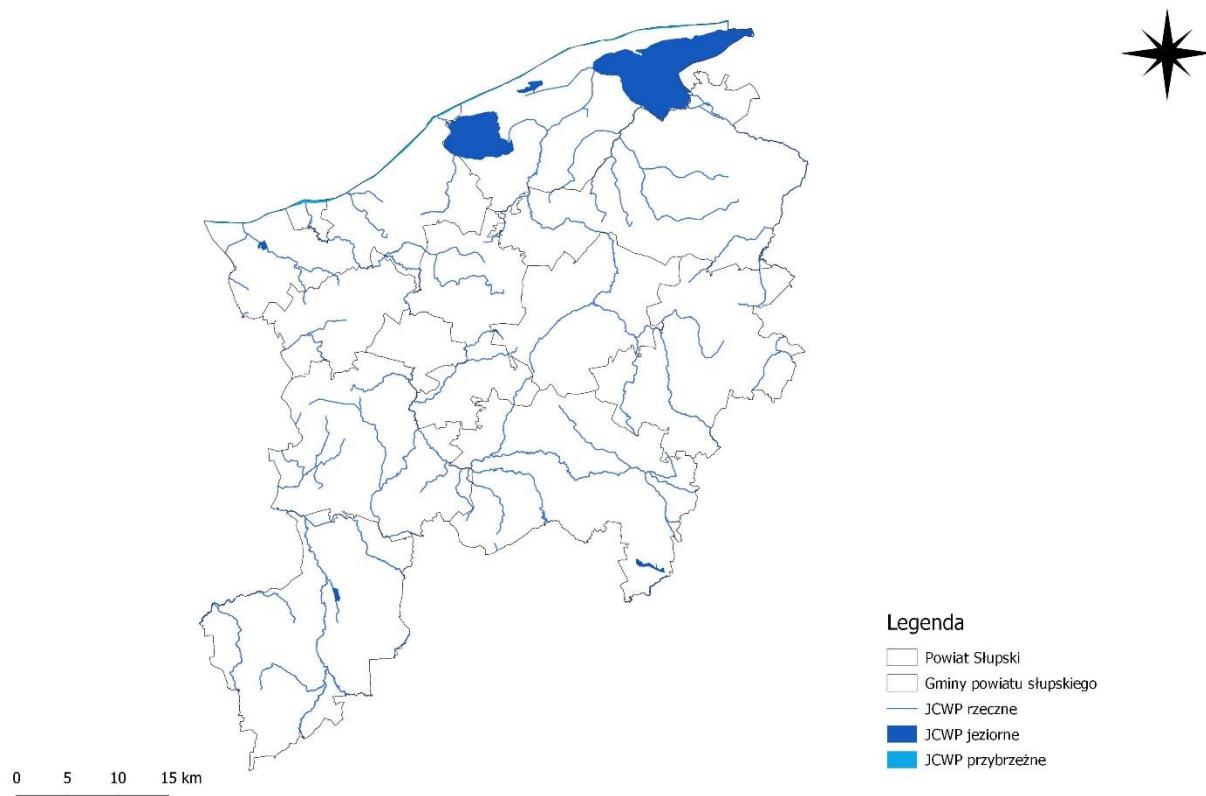 Legenda
Powiat Słupski
Gminy powiatu słupskiego
JCWP rzeczne
JCWP jeziorne
JCWP przybrzeżne
0 5 10 15 km